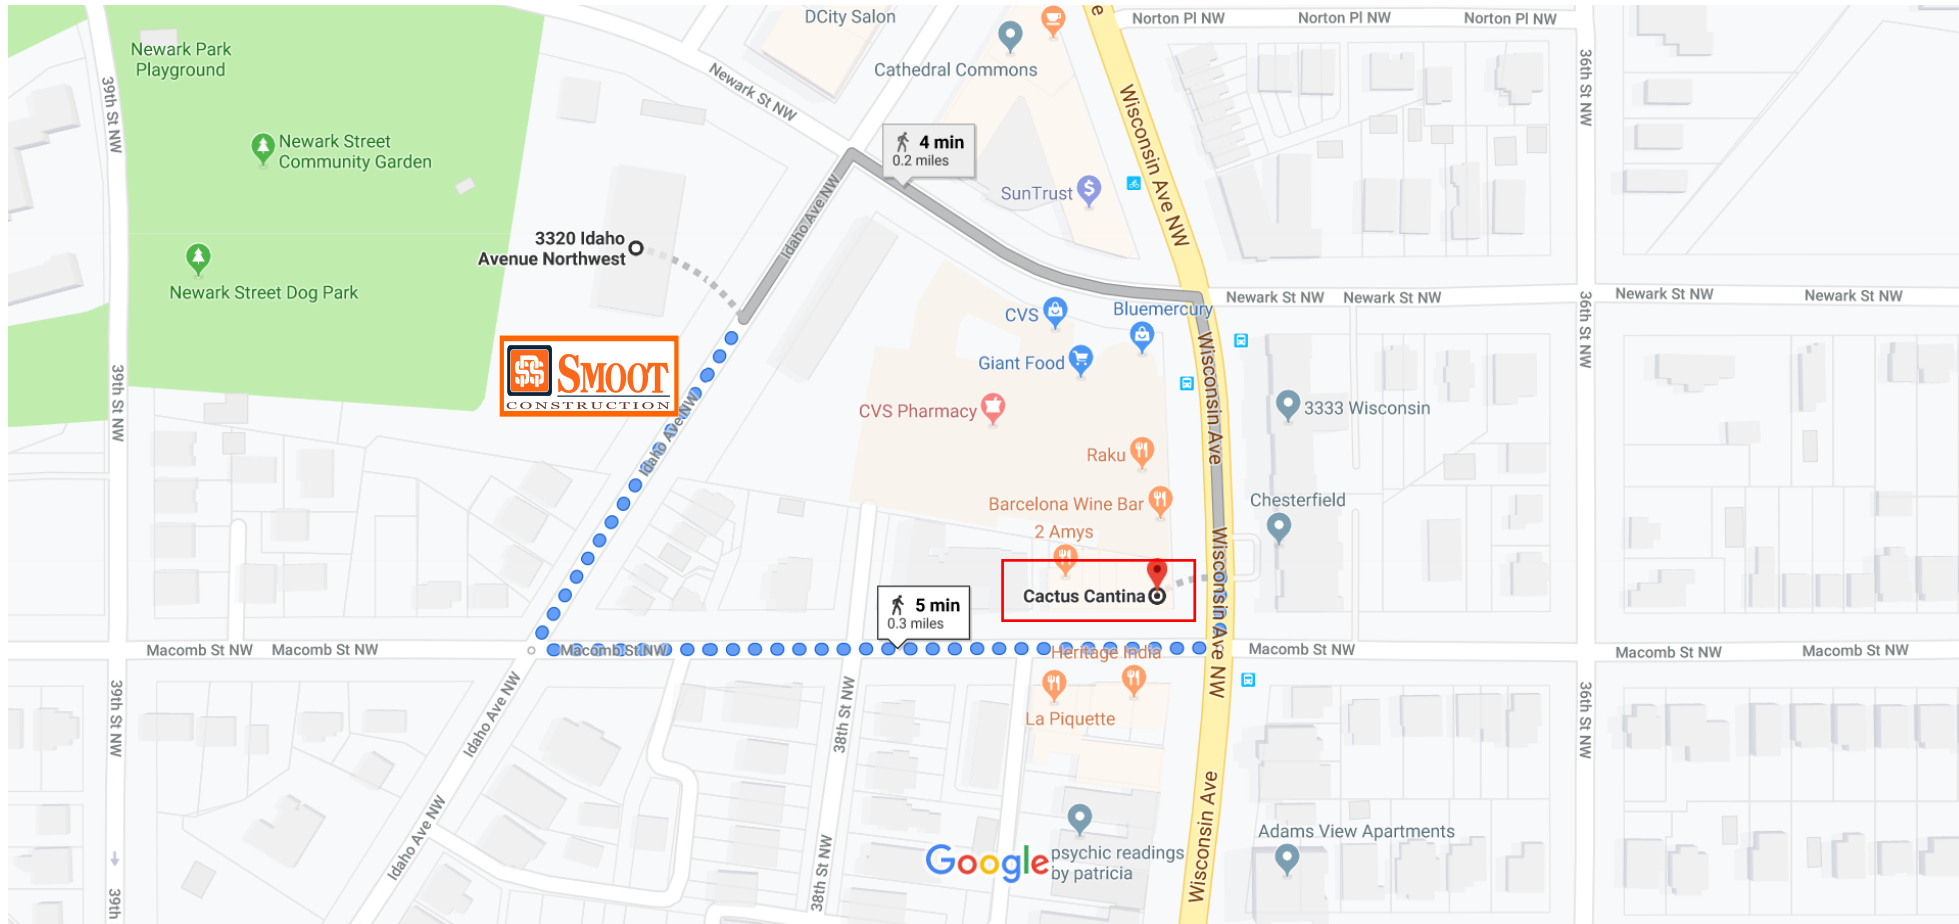 DCity Salon
Norton Pl NW
Norton Pl NW
Norton Pl NW
Newark Park
Playground
Cathedral Commons
39th St NW
Newark St NW
Wisconsin Ave NW
36th St NW
Newark Street
Community Garden
4 min
0.2 miles
SunTrust
Idaho Ave NW
3320 Idaho
Avenue Northwest
Newark Street Dog Park
Newark St NW
Newark St NW
Newark St NW
Newark St NW
CVS
Bluemercury
Giant Food
36th St NW
Wisconsin Ave
SMOOT
CONSTRUCTION
39th St NW
CVS Pharmacy
3333 Wisconsin
Idaho Ave NW
Raku
Barcelona Wine Bar
Chesterfield
2 Amys
Wisconsin Ave NW
Cactus Cantina
5 min
0.3 miles
Macomb St NW
Macomb St NW
Macomb St NW
Heritage India
Macomb St NW
Macomb St NW
Macomb St NW
39th St NW
Idaho Ave NW
38th St NW
La Piquette
36th St NW
Wisconsin Ave
Idaho Ave NW
38th St NW
Adams View Apartments
Google
psychic readings
by patricia
39th